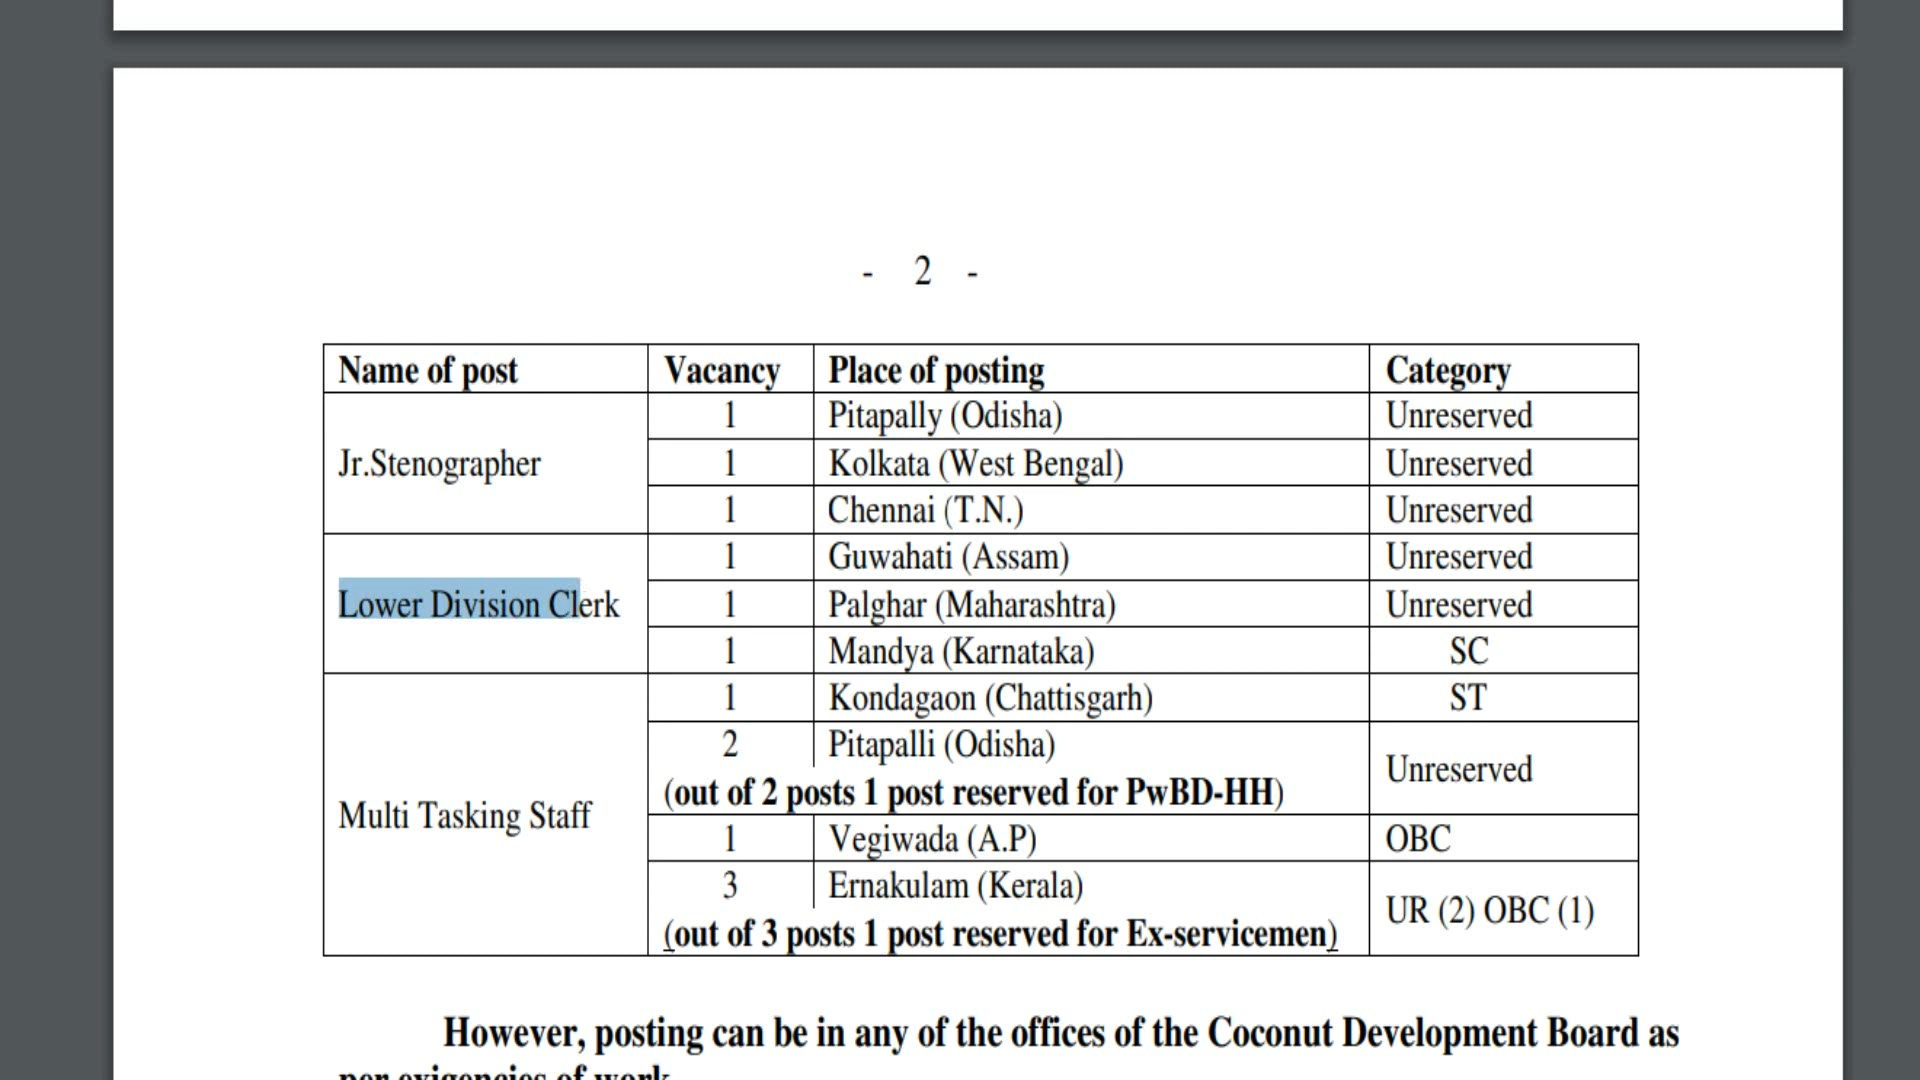 - 2 -
Name of post Vacancy Place of posting Category
Jr.Stenographer
1 Pitapally (Odisha) Unreserved
1 Kolkata (West Bengal) Unreserved
1 Chennai (T.N.) Unreserved
Lower Division Clerk
1 Guwahati (Assam) Unreserved
1 Palghar (Maharashtra) Unreserved
1 Mandya (Karnataka) SC
Multi Tasking Staff
1 Kondagaon (Chattisgarh) ST
2 Pitapalli (Odisha) Unreserved
(out of 2 posts 1 post reserved for PwBD-HH)
1 Vegiwada (A.P) OBC
3 Ernakulam (Kerala) UR (2) OBC (1)
(out of 3 posts 1 post reserved for Ex-servicemen)
However, posting can be in any of the offices of the Coconut Development Board as
per exigencies of work